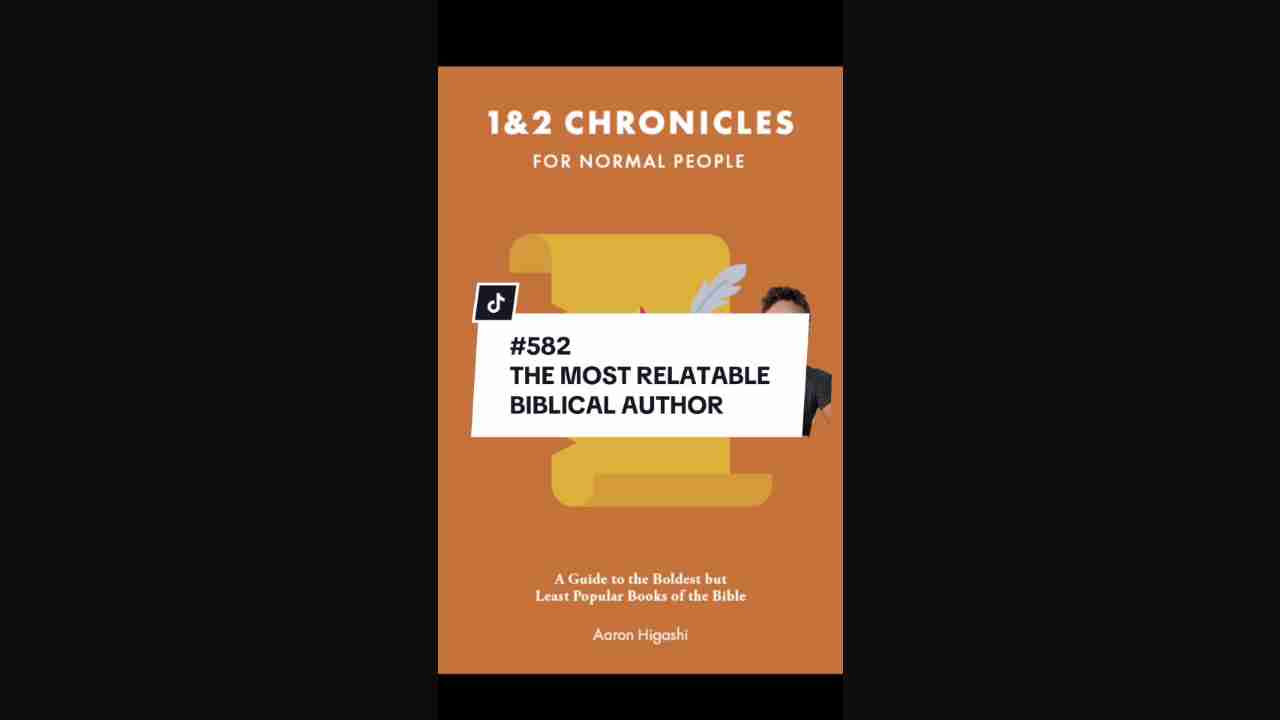 1&2 CHRONICLES
FOR NORMAL PEOPLE
#582
THE MOST RELATABLE
BIBLICAL AUTHOR
A Guide to the Boldest but
Least Popular Books of the Bible
Aaron Higashi